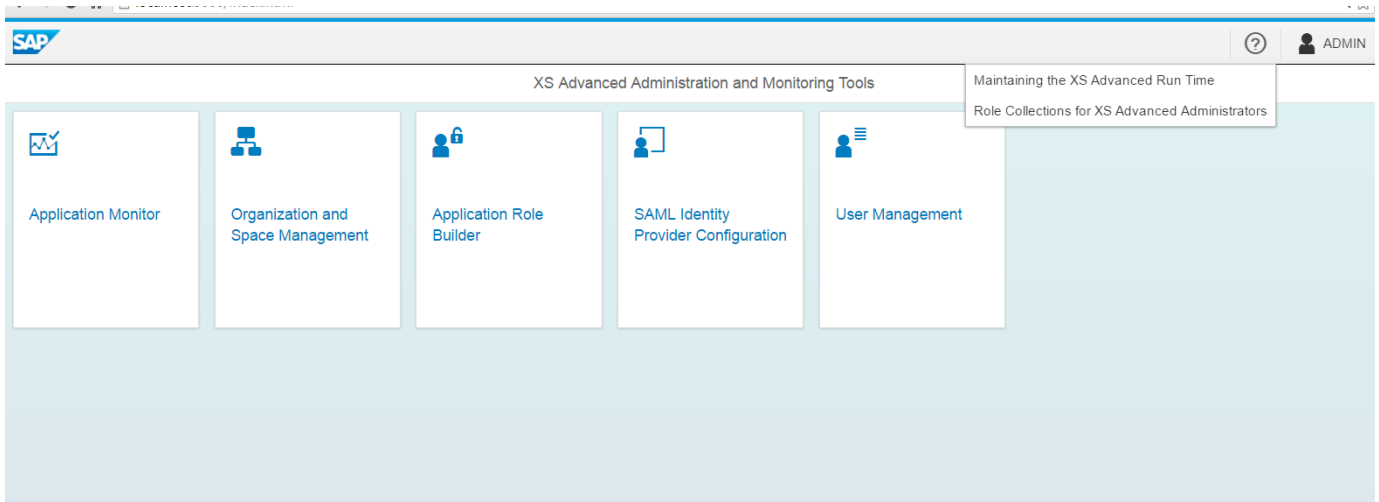 SAP
ADMIN
XS Advanced Administration and Monitoring Tools
Maintaining the XS Advanced Run Time
Role Collections for XS Advanced Administrators
Application Monitor
Organization and
Space Management
Application Role
Builder
SAML Identity
Provider Configuration
User Management